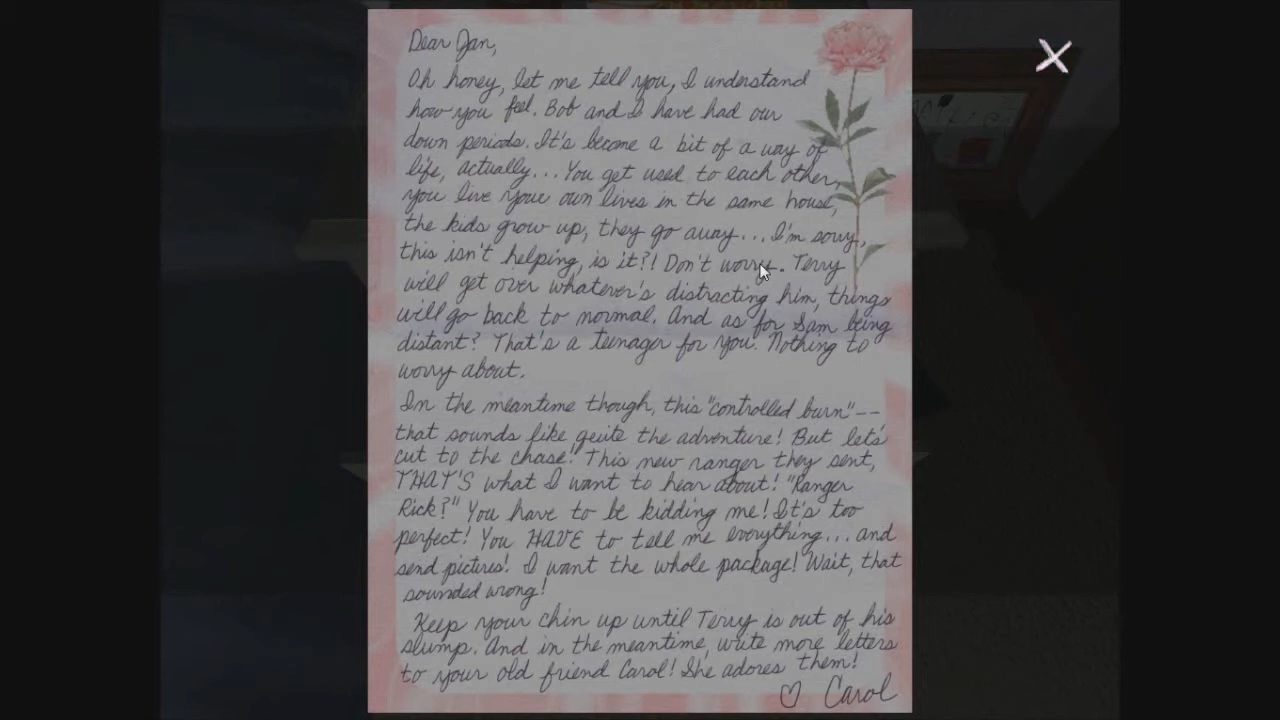 Dear Jan,
Oh honey, let me tell you, I understand
how you feel. Bob and I have had our
down periods. It's become a bit of a way of
life, actually... You get used to each other,
you live your own lives in the same house,
the kids grow up, they go away... I'm sorry,
this isn't helping, is it?! Don't worry. Terry
will get over whatever's distracting him, things
will go back to normal. And as for Sam being
distant? That's a teenager for you. Nothing to
worry about.
In the meantime though, this "controlled burn"--
that sounds like quite the adventure! But let's
cut to the chase! This new ranger they sent,
THAT'S what I want to hear about! "Ranger
Rick?" You have to be kidding me! It's too
perfect! You HAVE to tell me everything... and
send pictures! I want the whole package! Wait, that
sounded wrong!
Keep your chin up until Terry is out of his
slump. And in the meantime, write more letters
to your old friend Carol! She adores them!
♡ Carol